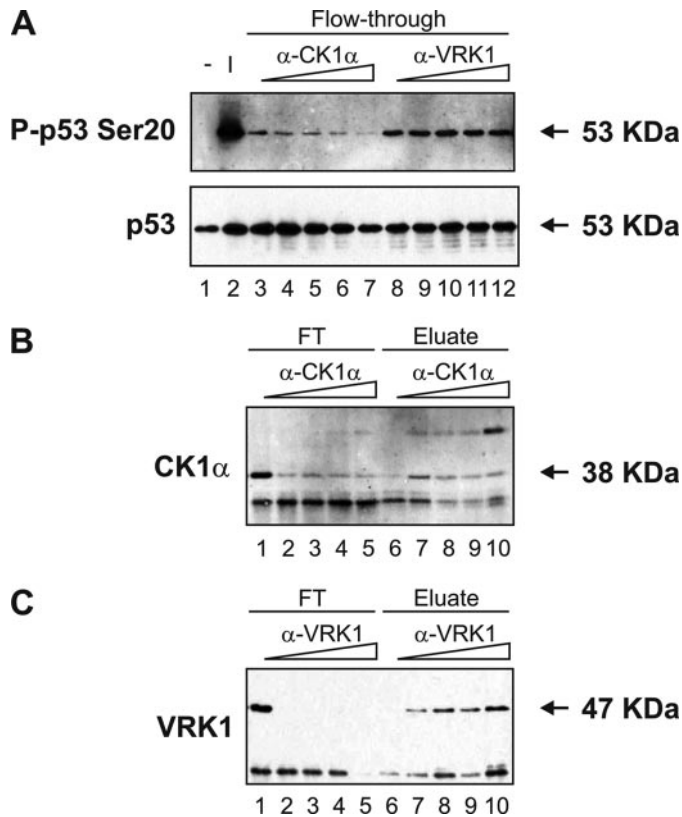 A
Flow-through
- I α-CK1α α-VRK1
P-p53 Ser20 ← 53 KDa
p53 ← 53 KDa
1 2 3 4 5 6 7 8 9 10 11 12
B
FT Eluate
α-CK1α α-CK1α
CK1α ← 38 KDa
1 2 3 4 5 6 7 8 9 10
C
FT Eluate
α-VRK1 α-VRK1
VRK1 ← 47 KDa
1 2 3 4 5 6 7 8 9 10